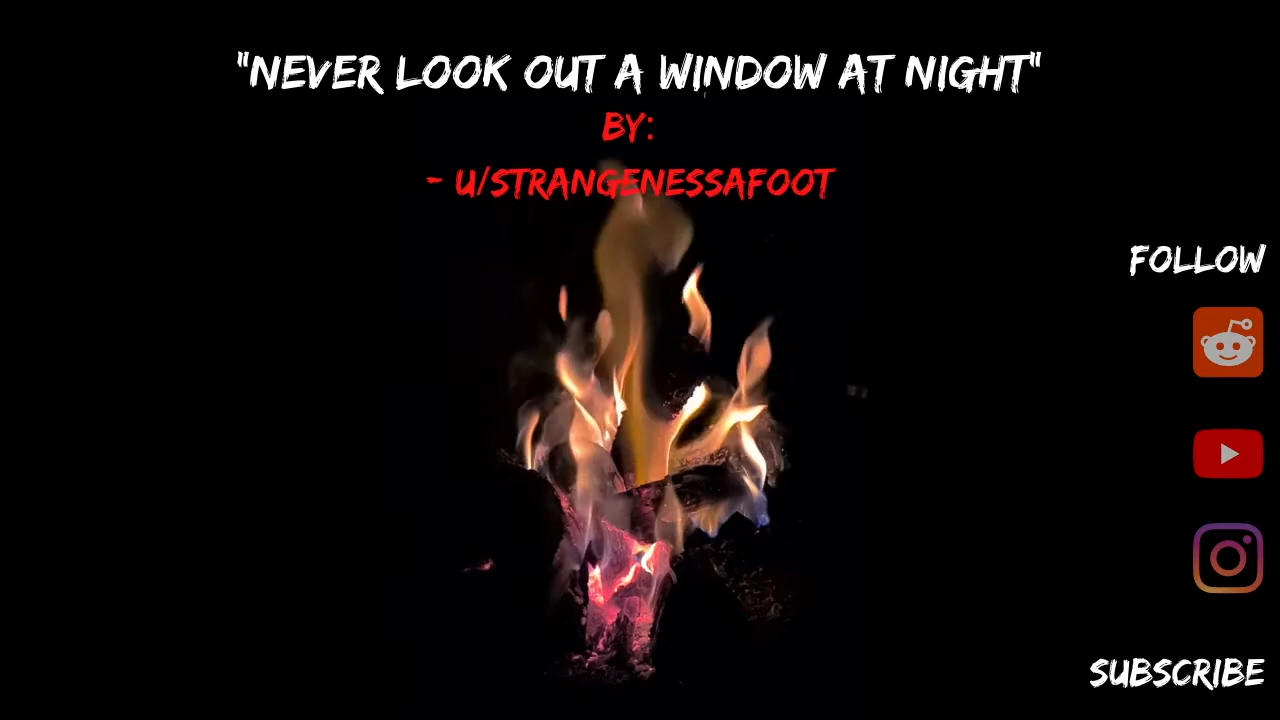 "NEVER LOOK OUT A WINDOW AT NIGHT"
BY:
- U/STRANGENESSAFOOT
FOLLOW
SUBSCRIBE